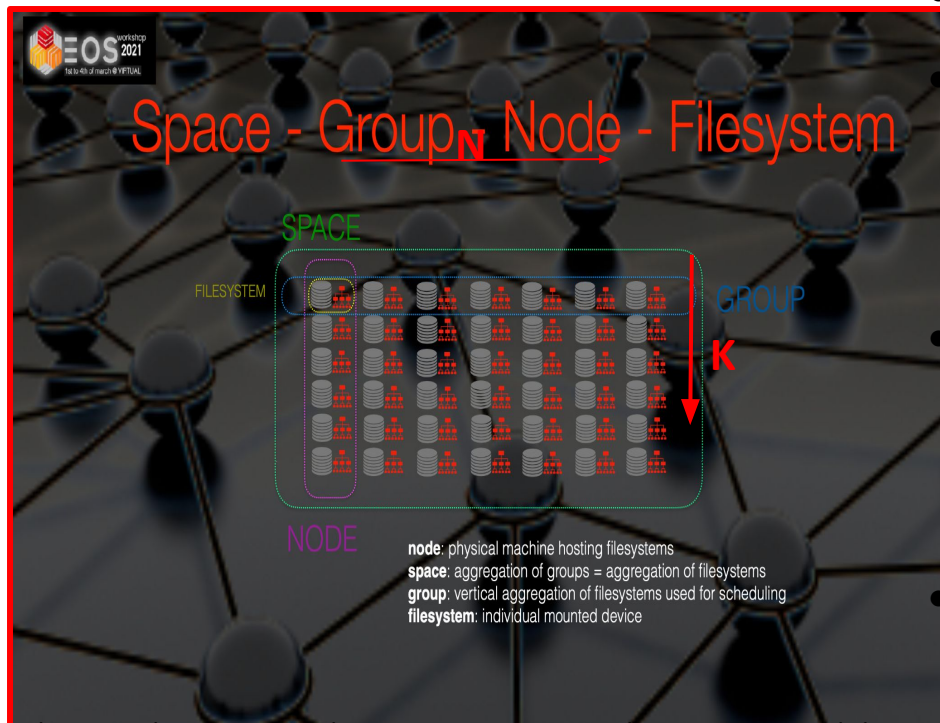 EOS workshop 2021
1st to 4th of march @ VIRTUAL
Space - Group - Node - Filesystem
N
SPACE
FILESYSTEM
GROUP
K
NODE
node: physical machine hosting filesystems
space: aggregation of groups = aggregation of filesystems
group: vertical aggregation of filesystems used for scheduling
filesystem: individual mounted device